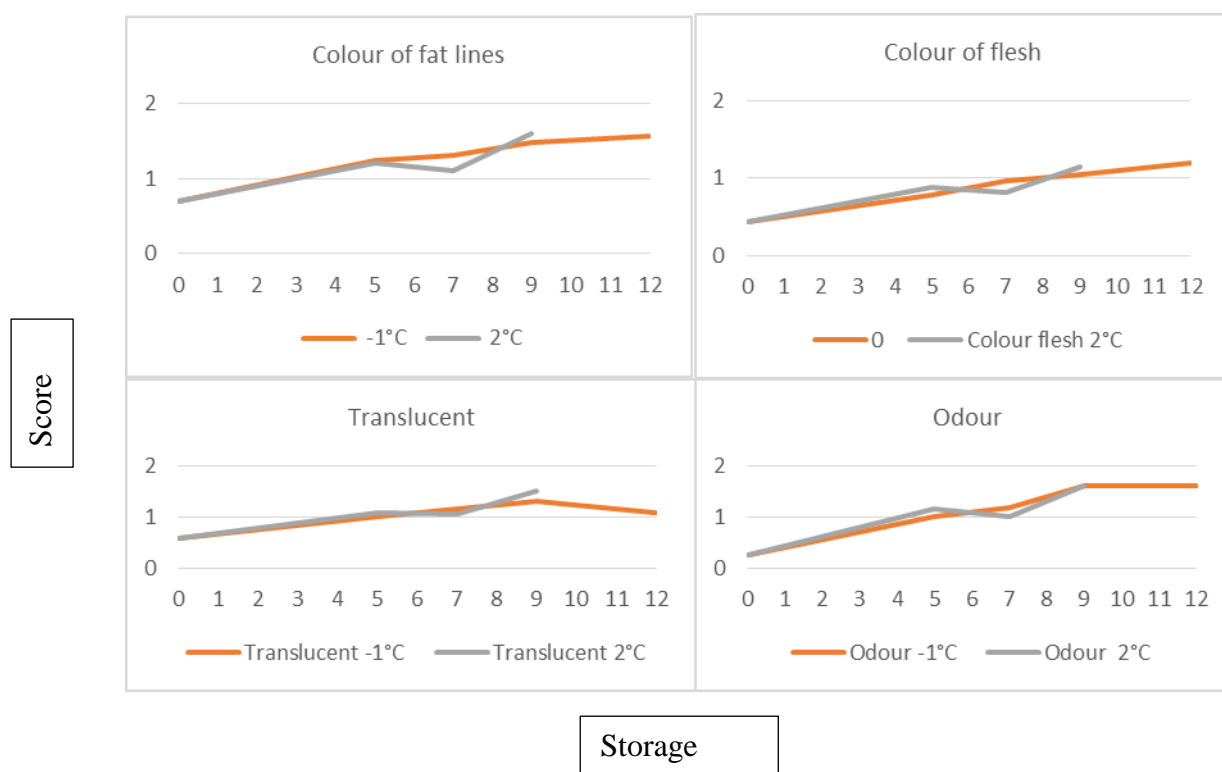 Colour of fat lines
2
1
0
0 1 2 3 4 5 6 7 8 9 10 11 12
-1°C 2°C
Colour of flesh
2
1
0
0 1 2 3 4 5 6 7 8 9 10 11 12
0 Colour flesh 2°C
Score
Translucent
2
1
0
0 1 2 3 4 5 6 7 8 9 10 11 12
Translucent -1°C Translucent 2°C
Odour
2
1
0
0 1 2 3 4 5 6 7 8 9 10 11 12
Odour -1°C Odour 2°C
Storage